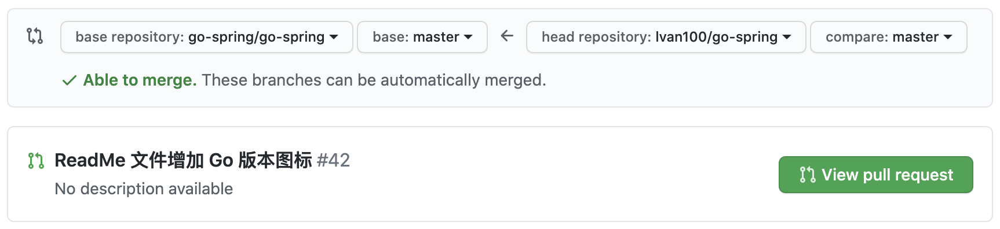 base repository: go-spring/go-spring base: master ← head repository: lvan100/go-spring compare: master
Able to merge. These branches can be automatically merged.
ReadMe 文件增加 Go 版本图标 #42
No description available
View pull request